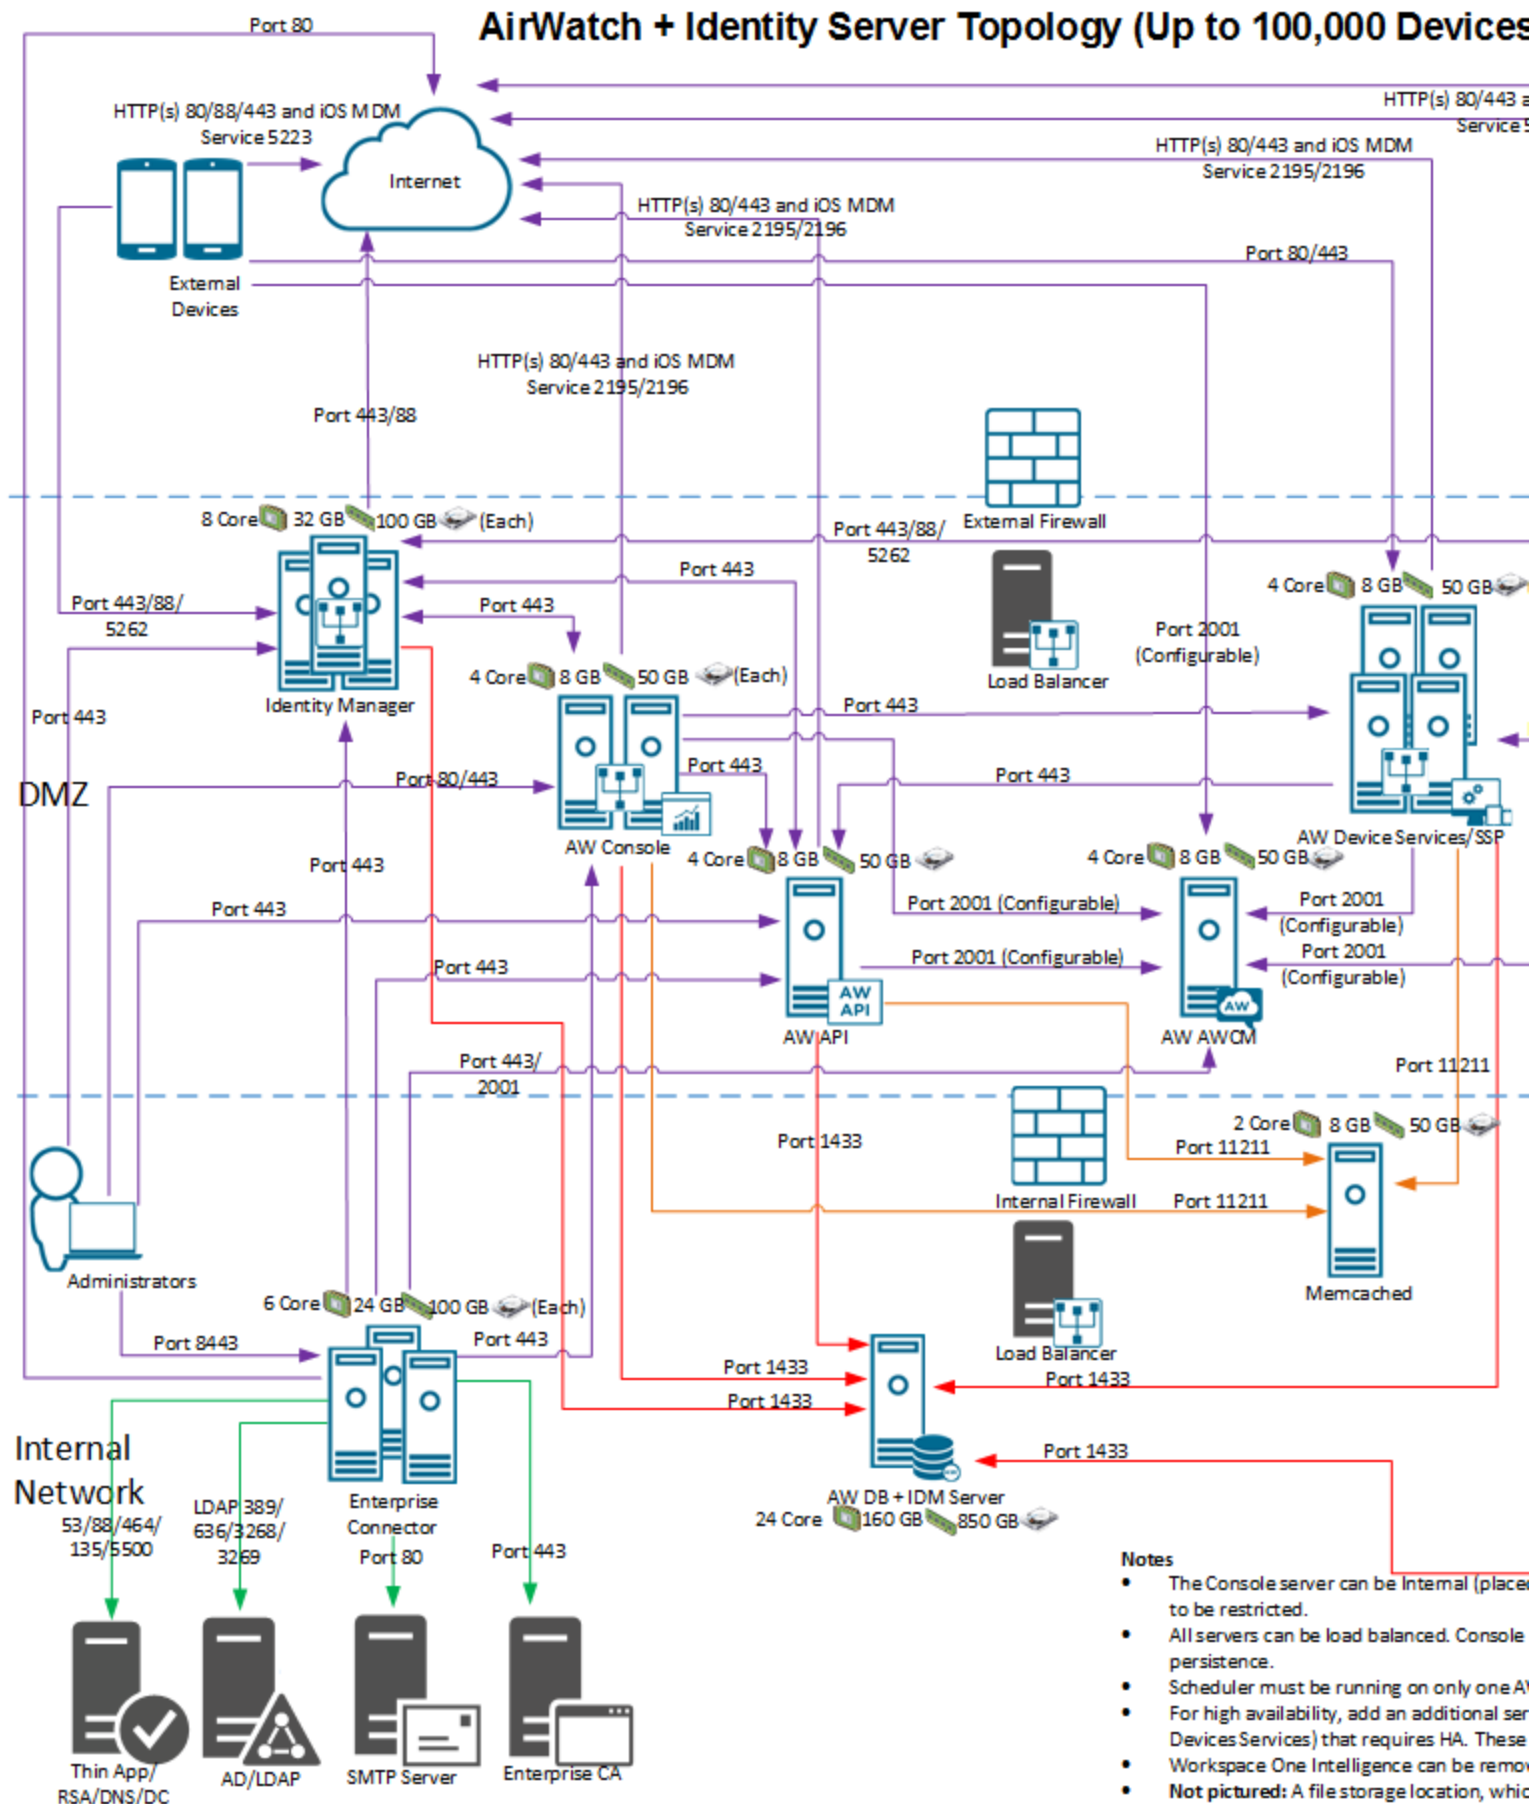 AirWatch + Identity Server Topology (Up to 100,000 Devices
Port 80
HTTP(s) 80/88/443 and iOS MDM
Service 5223
Internet
HTTP(s) 80/443 a
Service 5
HTTP(s) 80/443 and iOS MDM
Service 2195/2196
HTTP(s) 80/443 and iOS MDM
Service 2195/2196
Port 80/443
External
Devices
HTTP(s) 80/443 and iOS MDM
Service 2195/2196
Port 443/88
External Firewall
8 Core 32 GB 100 GB (Each)
Port 443/88/
5262
Port 443
Port 443
4 Core 8 GB 50 GB
Port 443/88/
5262
Port 2001
(Configurable)
Load Balancer
4 Core 8 GB 50 GB (Each)
Identity Manager
Port 443
Port 443
Port 443
Port 80/443
Port 443
DMZ
AW Device Services/SSP
AW Console
4 Core 8 GB 50 GB
4 Core 8 GB 50 GB
Port 443
Port 443
Port 2001 (Configurable)
Port 2001
(Configurable)
Port 443
Port 2001 (Configurable)
Port 2001
(Configurable)
AW
API
AW
AW API
AW AWCM
Port 443/
2001
Port 11211
2 Core 8 GB 50 GB
Port 1433
Port 11211
Internal Firewall
Port 11211
Administrators
Memcached
6 Core 24 GB 100 GB (Each)
Port 8443
Port 443
Load Balancer
Port 1433
Port 1433
Port 1433
Internal
Network
Port 1433
AW DB + IDM Server
24 Core 160 GB 850 GB
Enterprise
Connector
53/88/464/
135/5500
LDAP 389/
636/3268/
3269
Port 80
Port 443
Thin App/
RSA/DNS/DC
AD/LDAP
SMTP Server
Enterprise CA
Notes
• The Console server can be Internal (placed
to be restricted.
• All servers can be load balanced. Console
persistence.
• Scheduler must be running on only one AW
• For high availability, add an additional ser
Devices Services) that requires HA. These
• Workspace One Intelligence can be remov
• Not pictured: A file storage location, whic